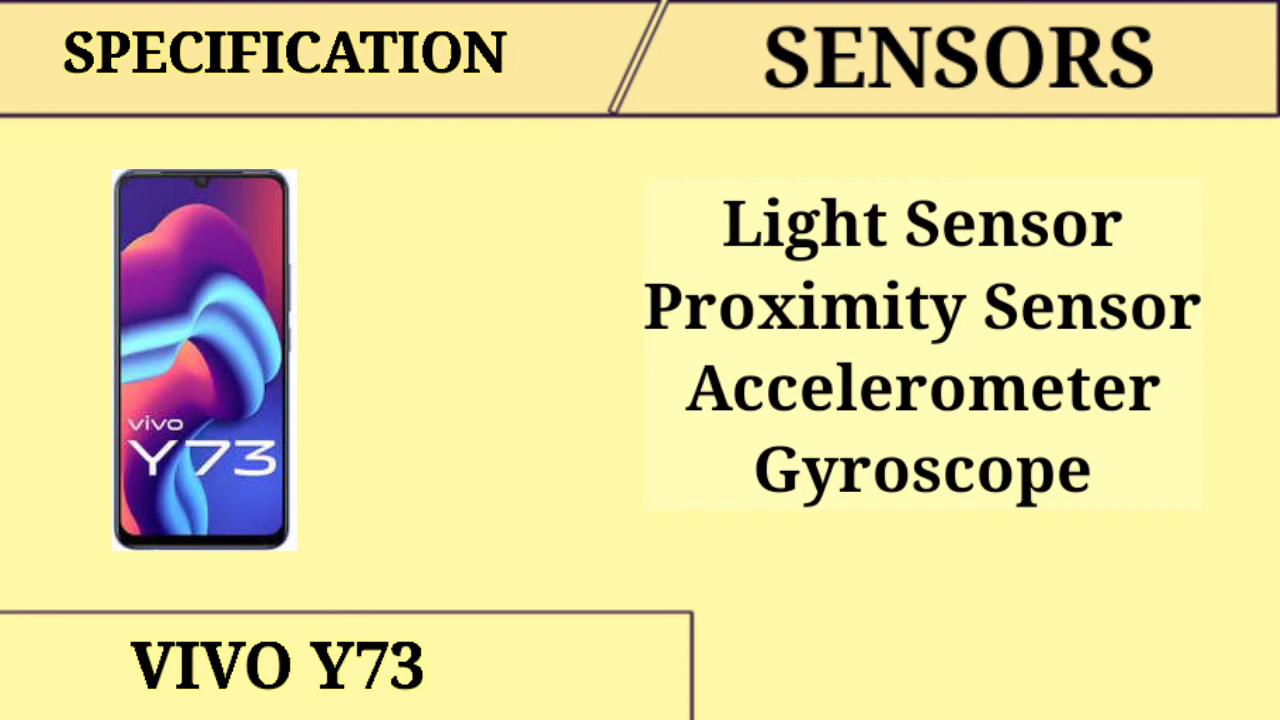 SPECIFICATION
SENSORS
Light Sensor
Proximity Sensor
Accelerometer
Gyroscope
vivo
Y73
VIVO Y73